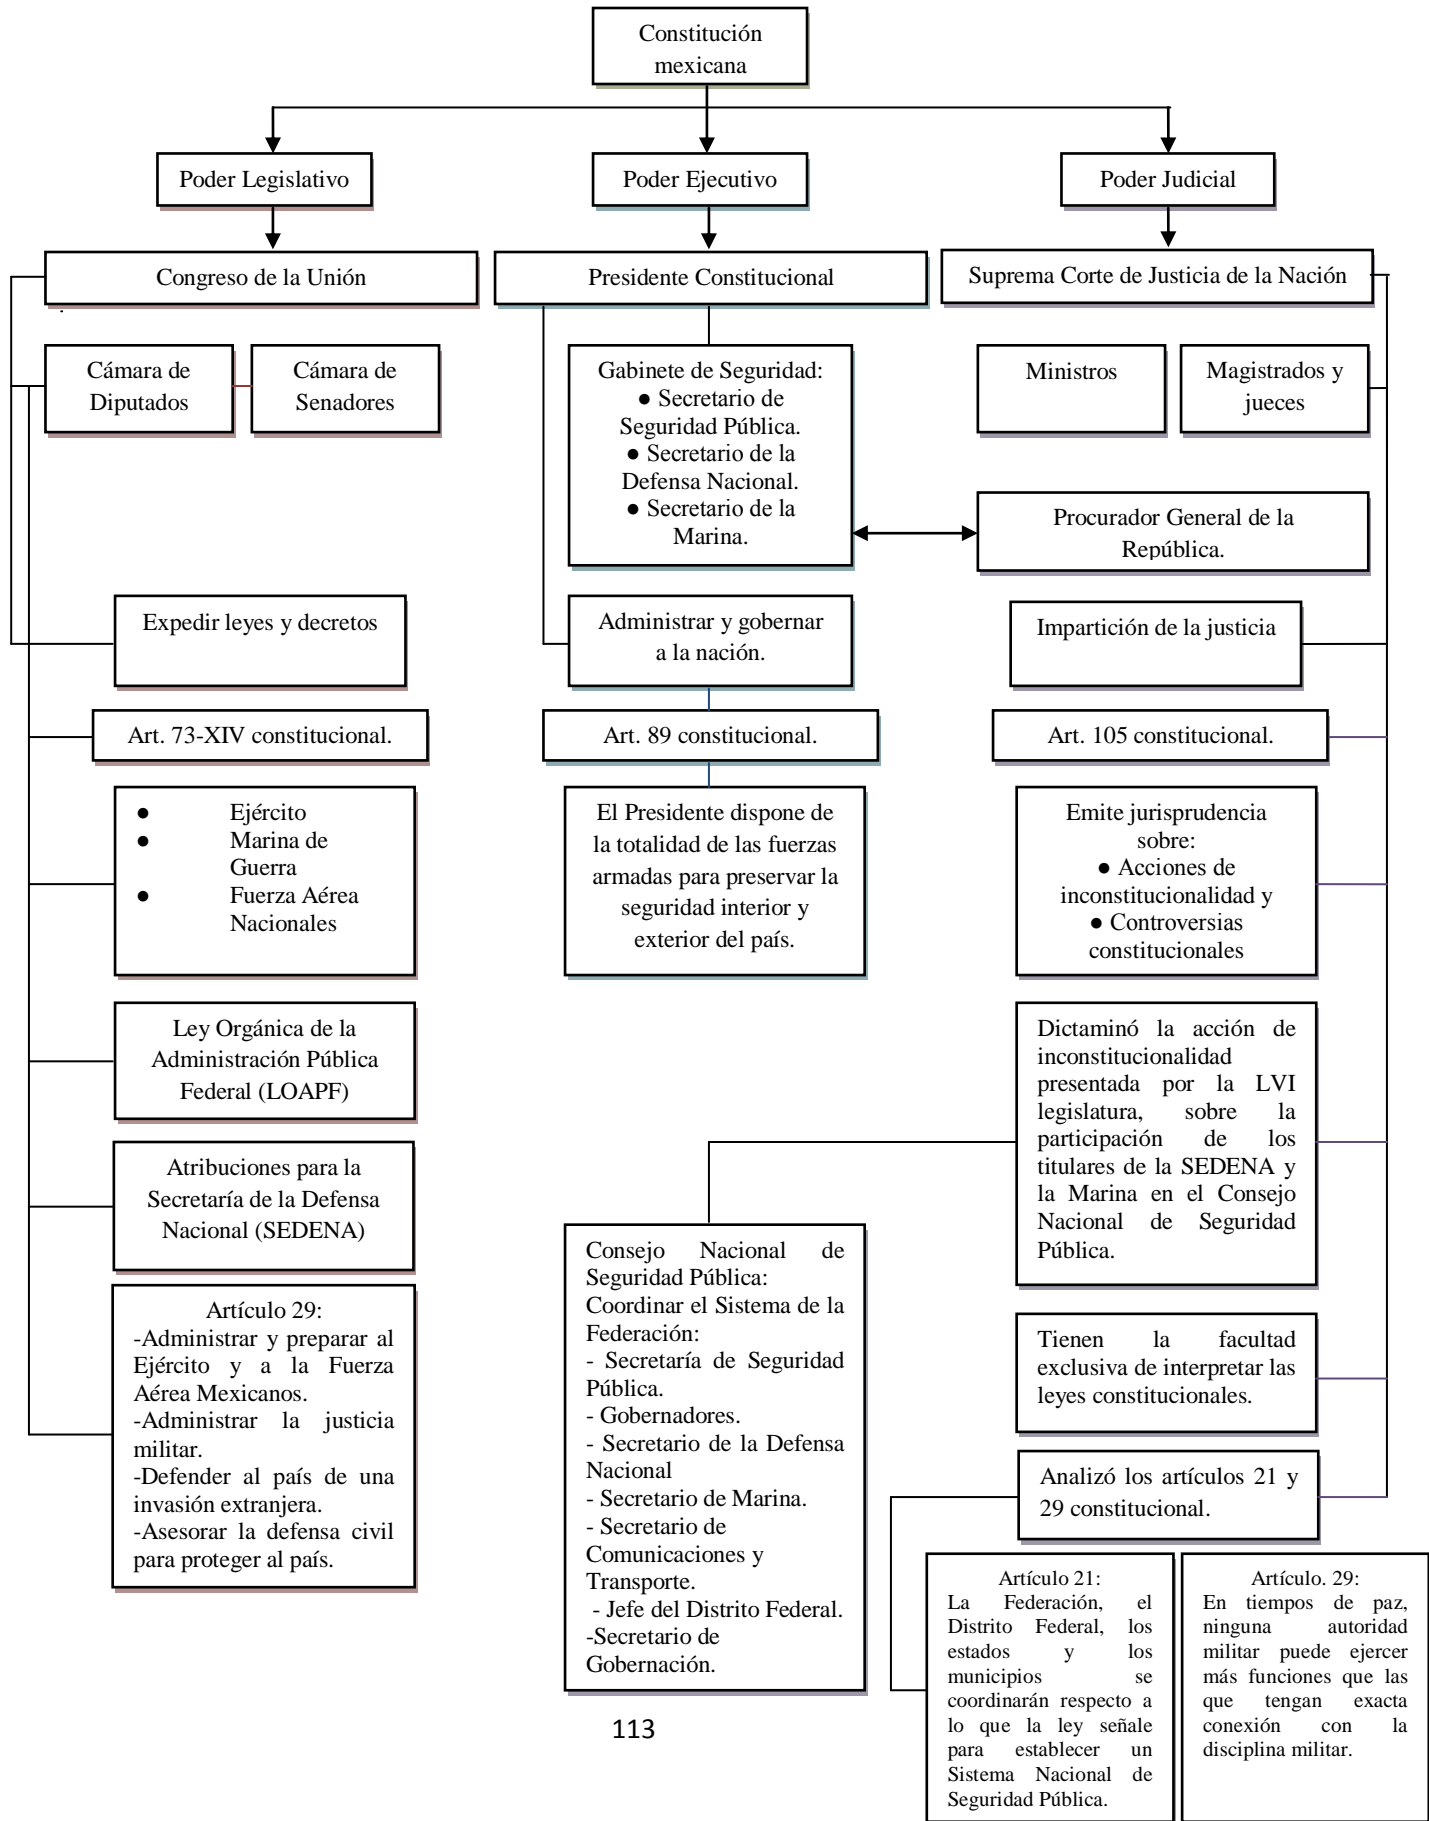 Constitución
mexicana
Poder Legislativo
Poder Ejecutivo
Poder Judicial
Congreso de la Unión
Presidente Constitucional
Suprema Corte de Justicia de la Nación
Cámara de
Diputados
Cámara de
Senadores
Gabinete de Seguridad:
● Secretario de
Seguridad Pública.
● Secretario de la
Defensa Nacional.
● Secretario de la
Marina.
Ministros
Magistrados y
jueces
Procurador General de la
República.
Expedir leyes y decretos
Administrar y gobernar
a la nación.
Impartición de la justicia
Art. 73-XIV constitucional.
Art. 89 constitucional.
Art. 105 constitucional.
● Ejército
● Marina de
Guerra
● Fuerza Aérea
Nacionales
El Presidente dispone de
la totalidad de las fuerzas
armadas para preservar la
seguridad interior y
exterior del país.
Emite jurisprudencia
sobre:
● Acciones de
inconstitucionalidad y
● Controversias
constitucionales
Ley Orgánica de la
Administración Pública
Federal (LOAPF)
Dictaminó la acción de
inconstitucionalidad
presentada por la LVI
legislatura, sobre la
participación de los
titulares de la SEDENA y
la Marina en el Consejo
Nacional de Seguridad
Pública.
Atribuciones para la
Secretaría de la Defensa
Nacional (SEDENA)
Consejo Nacional de
Seguridad Pública:
Coordinar el Sistema de la
Federación:
- Secretaría de Seguridad
Pública.
- Gobernadores.
- Secretario de la Defensa
Nacional
- Secretario de Marina.
- Secretario de
Comunicaciones y
Transporte.
- Jefe del Distrito Federal.
-Secretario de
Gobernación.
Artículo 29:
-Administrar y preparar al
Ejército y a la Fuerza
Aérea Mexicanos.
-Administrar la justicia
militar.
-Defender al país de una
invasión extranjera.
-Asesorar la defensa civil
para proteger al país.
Tienen la facultad
exclusiva de interpretar las
leyes constitucionales.
Analizó los artículos 21 y
29 constitucional.
Artículo 21:
La Federación, el
Distrito Federal, los
estados y los
municipios se
coordinarán respecto a
lo que la ley señale
para establecer un
Sistema Nacional de
Seguridad Pública.
Artículo. 29:
En tiempos de paz,
ninguna autoridad
militar puede ejercer
más funciones que las
que tengan exacta
conexión con la
disciplina militar.
113